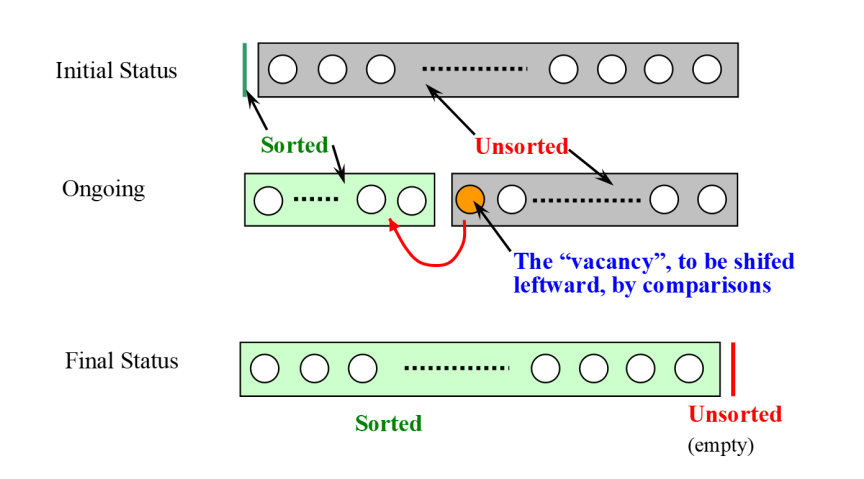 Initial Status
Sorted
Unsorted
Ongoing
The “vacancy”, to be shifed
leftward, by comparisons
Final Status
Sorted
Unsorted
(empty)